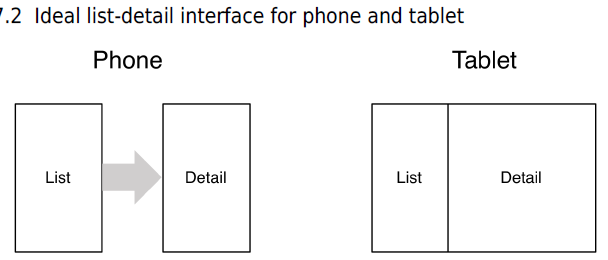 7.2 Ideal list-detail interface for phone and tablet
Phone
Tablet
List
Detail
List
Detail